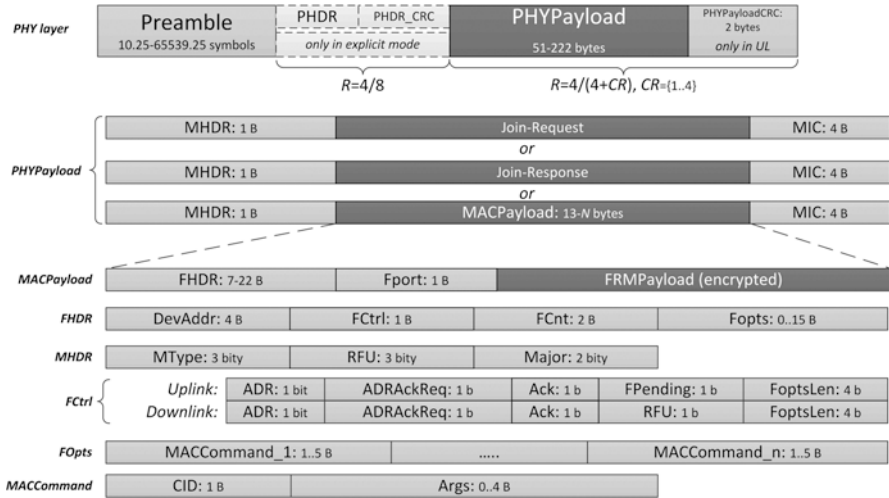 PHY layer
Preamble
10.25-65539.25 symbols
PHDR
PHDR_CRC
only in explicit mode
PHYPayload
51-222 bytes
PHYPayloadCRC:
2 bytes
only in UL
R=4/8
R=4/(4+CR), CR={1..4}
PHYPayload
MHDR: 1 B
Join-Request
MIC: 4 B
or
MHDR: 1 B
Join-Response
MIC: 4 B
or
MHDR: 1 B
MACPayload: 13-N bytes
MIC: 4 B
MACPayload
FHDR: 7-22 B
Fport: 1 B
FRMPayload (encrypted)
FHDR
DevAddr: 4 B
FCtrl: 1 B
FCnt: 2 B
Fopts: 0..15 B
MHDR
MType: 3 bity
RFU: 3 bity
Major: 2 bity
FCtrl
Uplink:
ADR: 1 bit
ADRAckReq: 1 b
Ack: 1 b
FPending: 1 b
FoptsLen: 4 b
Downlink:
ADR: 1 bit
ADRAckReq: 1 b
Ack: 1 b
RFU: 1 b
FoptsLen: 4 b
FOpts
MACCommand_1: 1..5 B
.....
MACCommand_n: 1..5 B
MACCommand
CID: 1 B
Args: 0..4 B